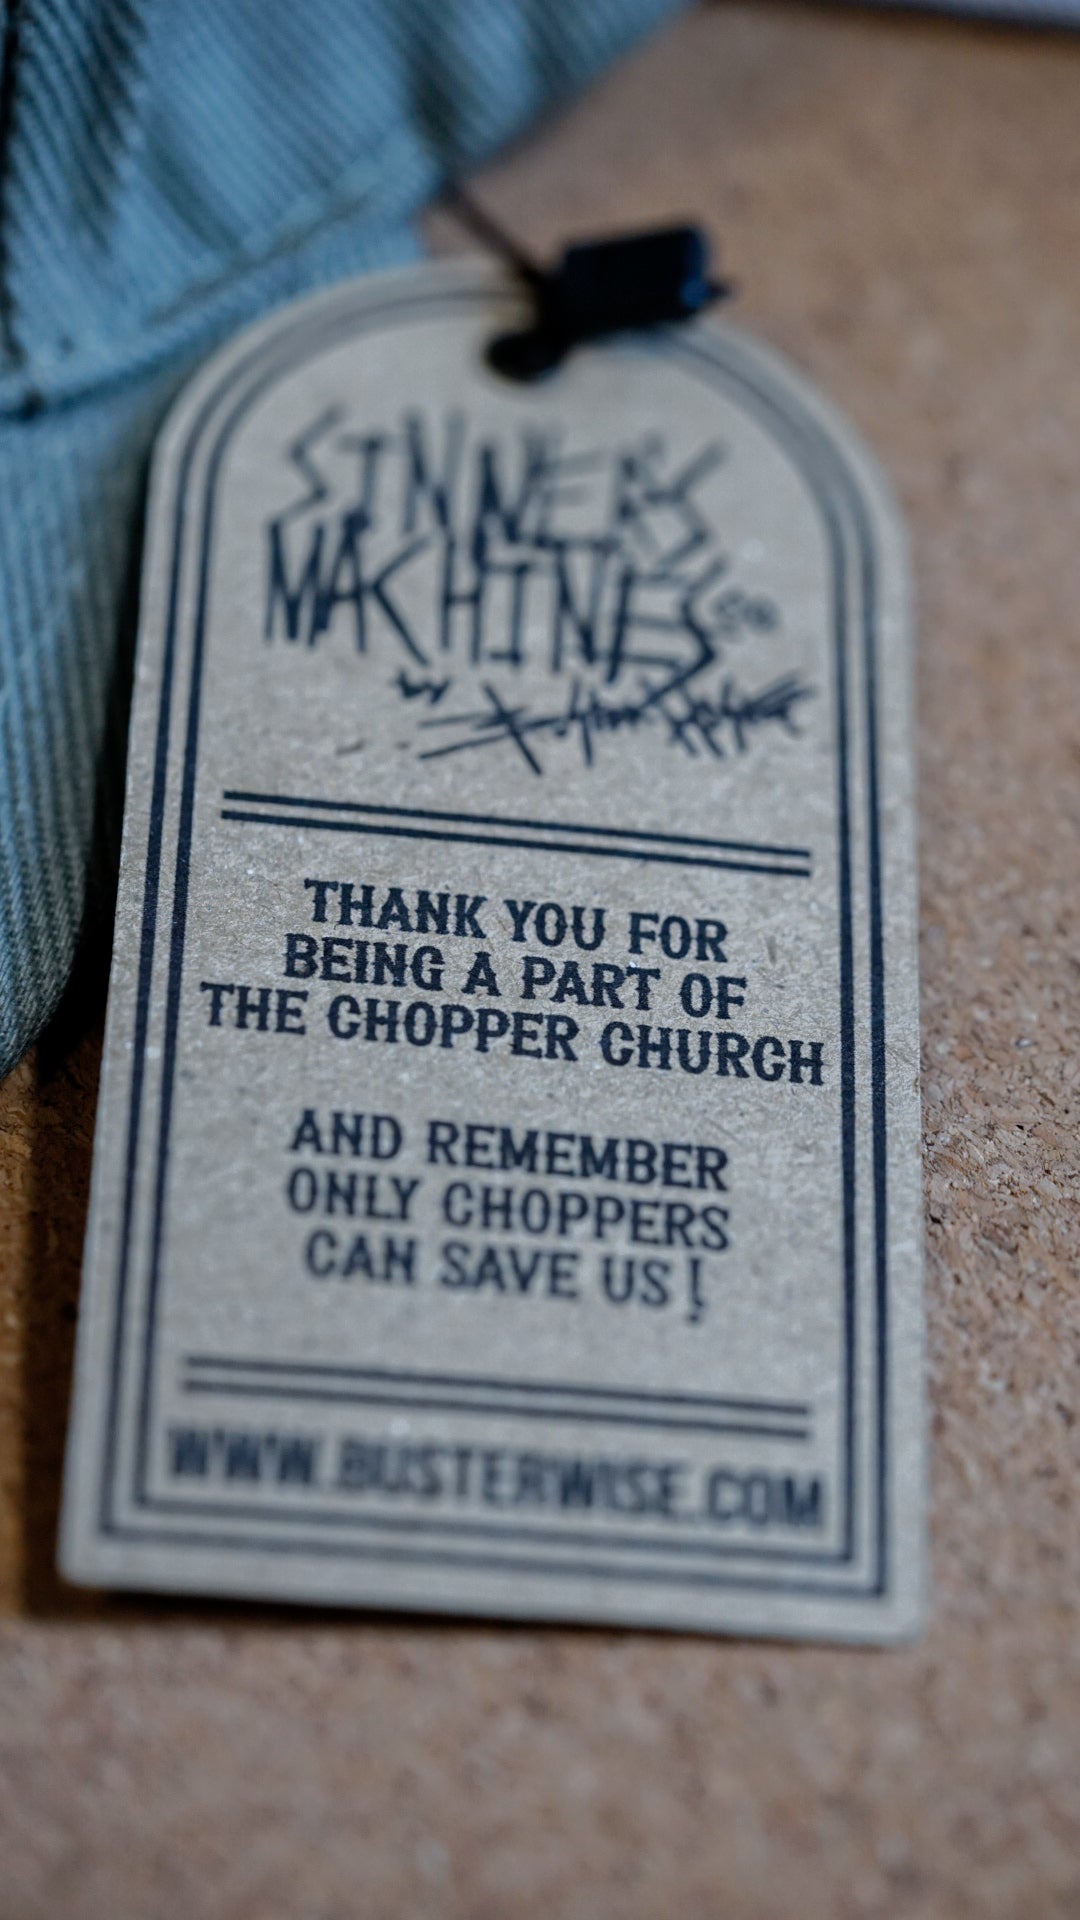 SINNERS
MACHINES
THANK YOU FOR
BEING A PART OF
THE CHOPPER CHURCH
AND REMEMBER
ONLY CHOPPERS
CAN SAVE US!
WWW.BUSTERWISE.COM